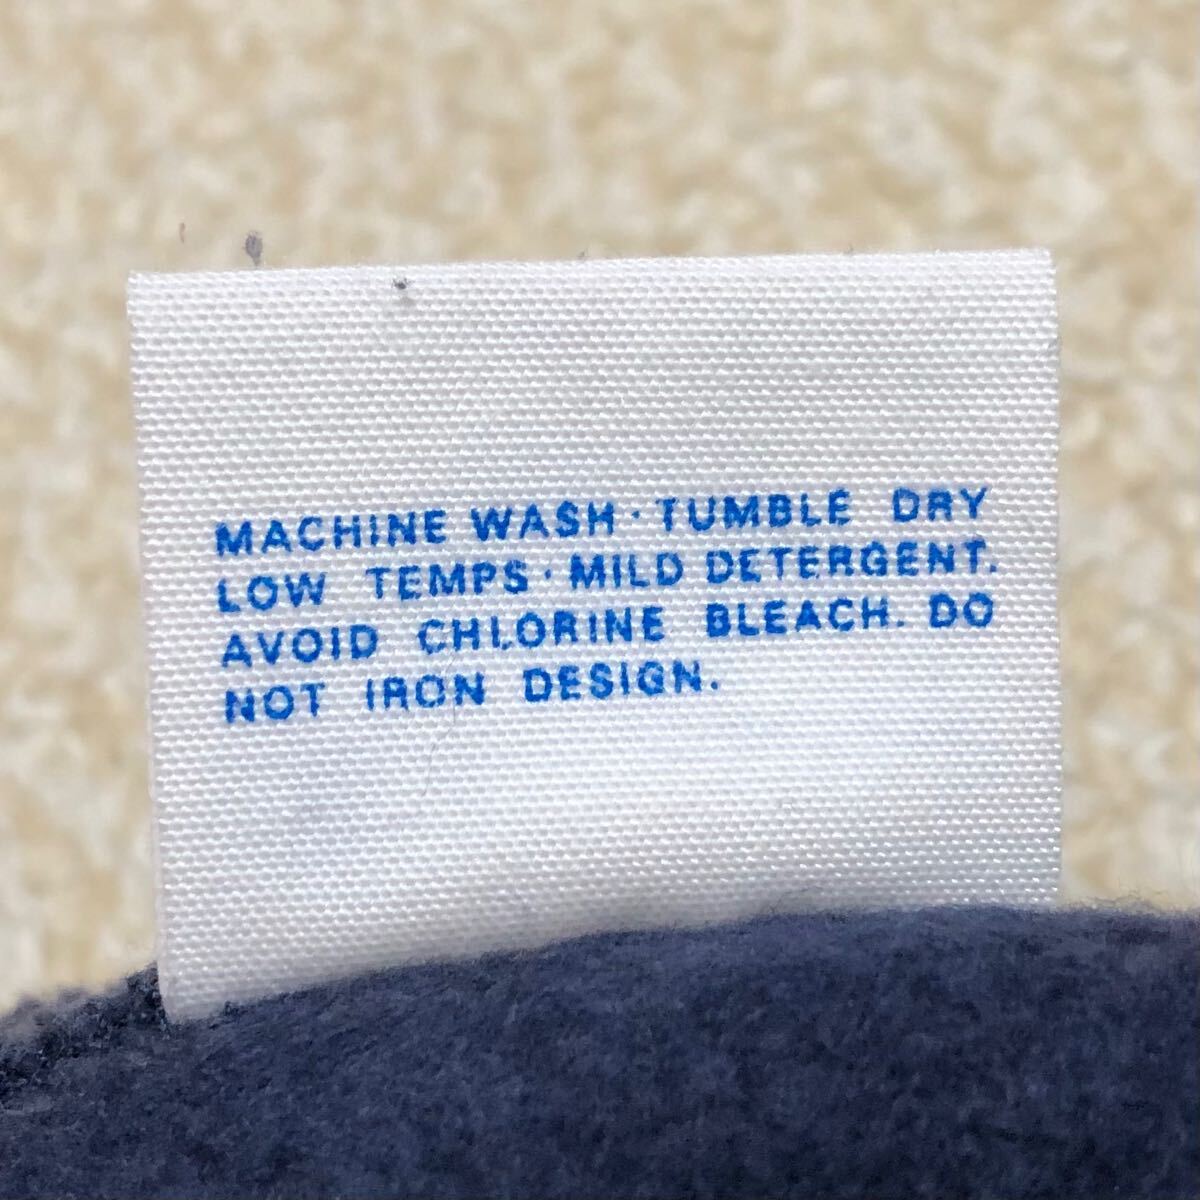 MACHINE WASH · TUMBLE DRY
LOW TEMPS · MILD DETERGENT.
AVOID CHLORINE BLEACH. DO
NOT IRON DESIGN.